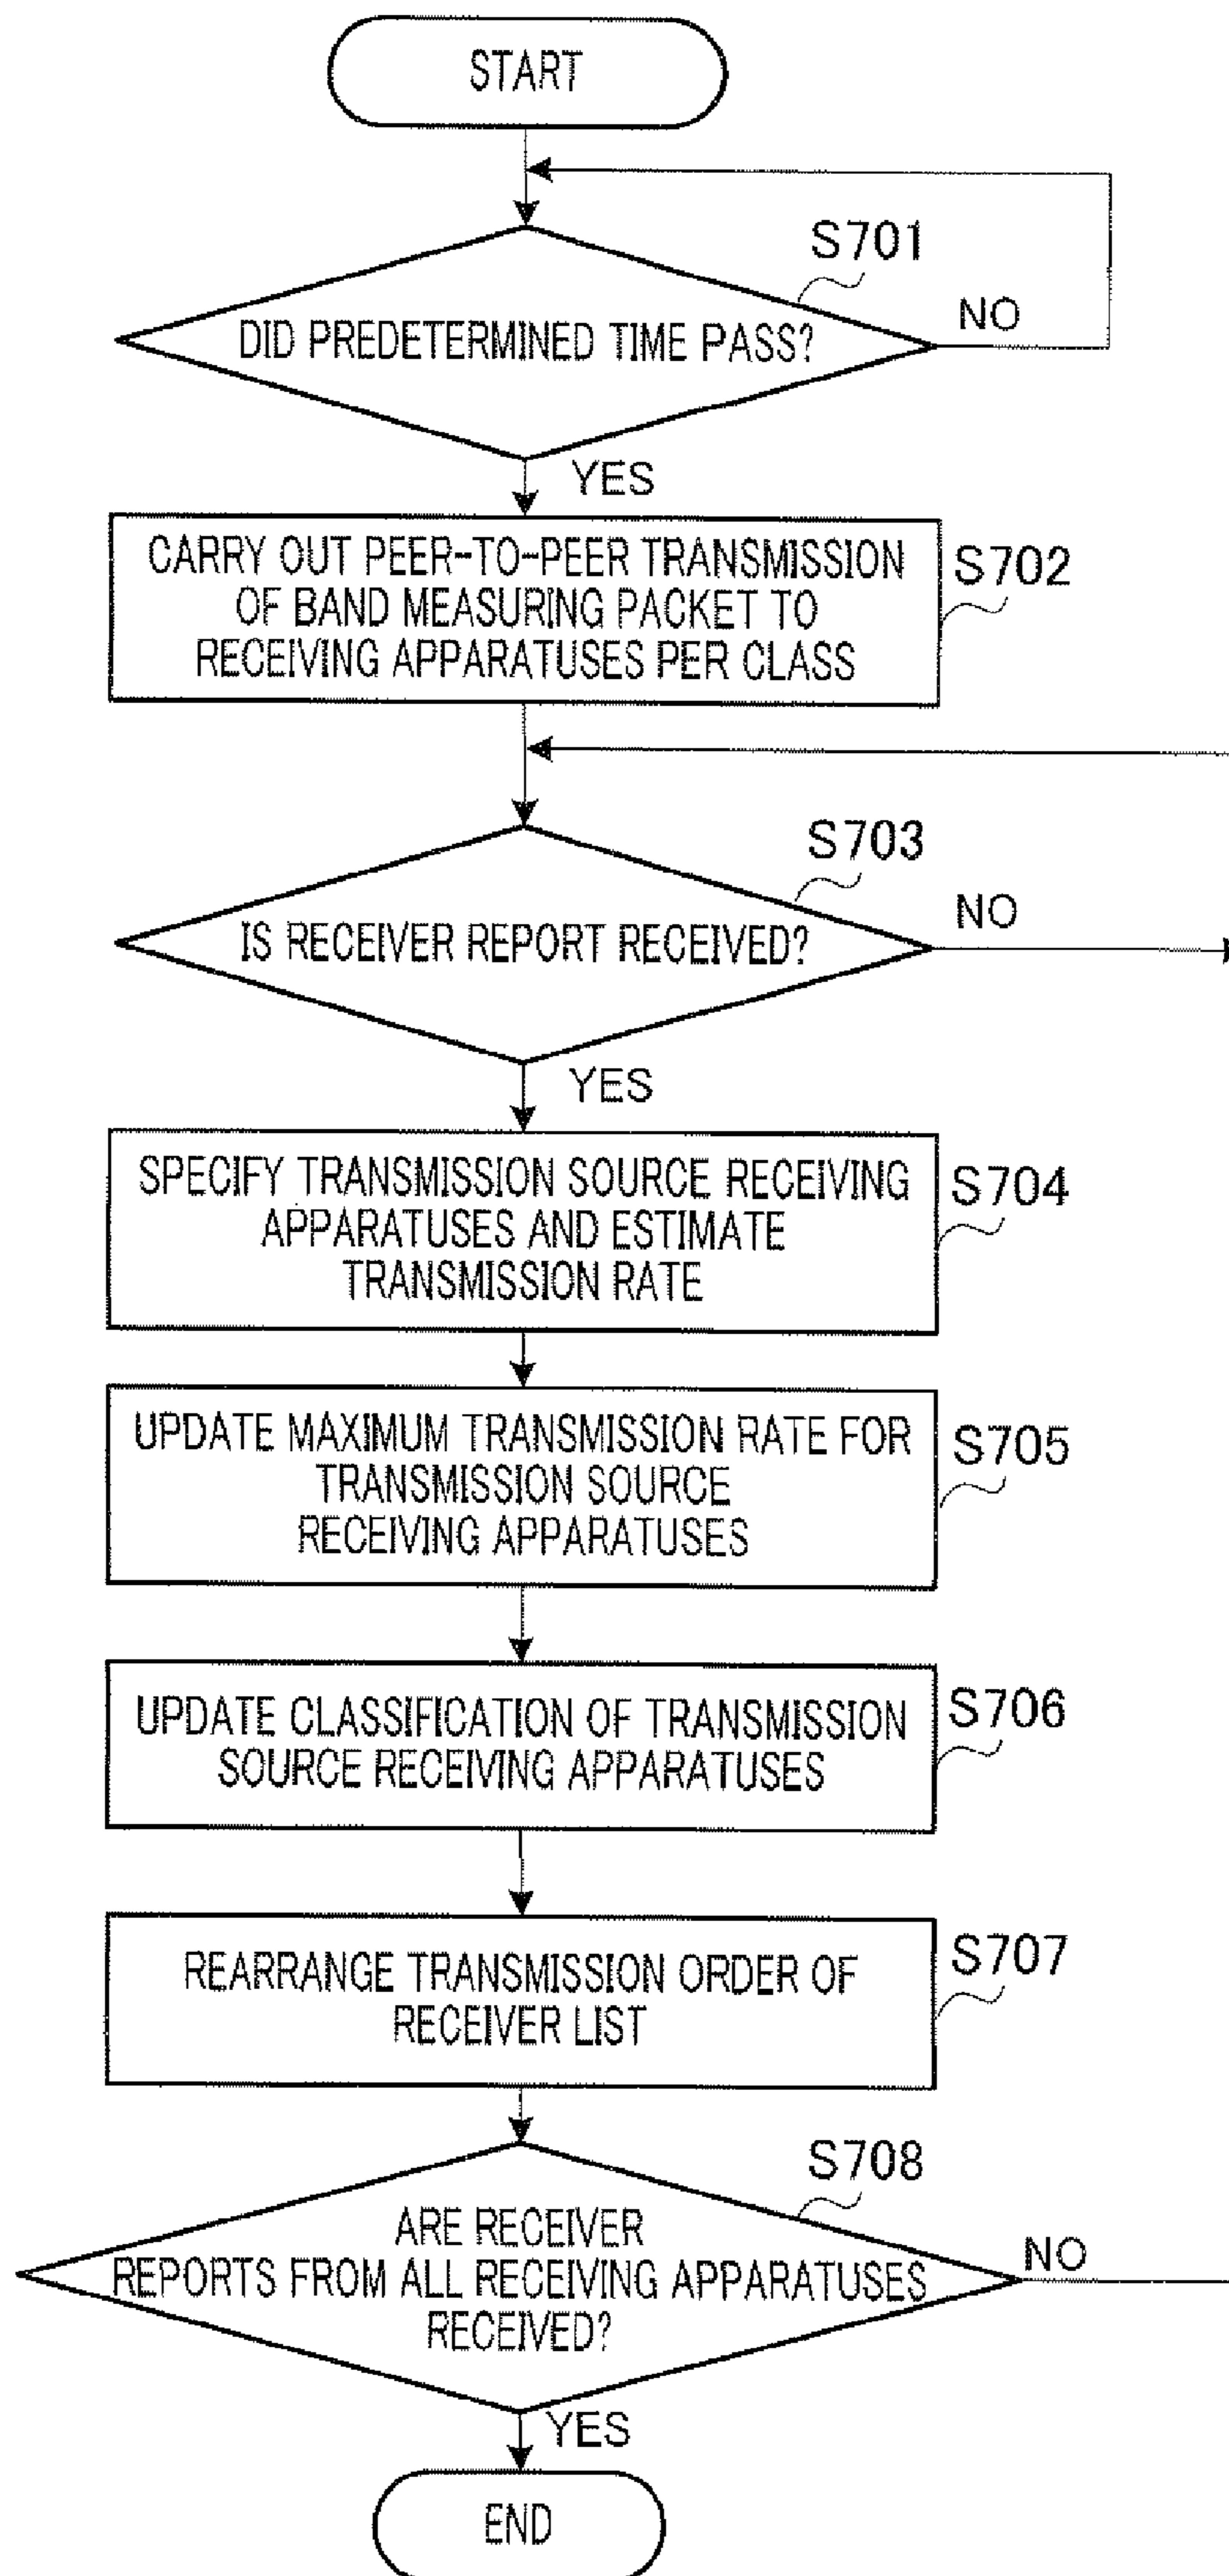 START
S701
DID PREDETERMINED TIME PASS?
NO
YES
CARRY OUT PEER-TO-PEER TRANSMISSION
OF BAND MEASURING PACKET TO
RECEIVING APPARATUSES PER CLASS
S702
S703
IS RECEIVER REPORT RECEIVED?
NO
YES
SPECIFY TRANSMISSION SOURCE RECEIVING
APPARATUSES AND ESTIMATE
TRANSMISSION RATE
S704
UPDATE MAXIMUM TRANSMISSION RATE FOR
TRANSMISSION SOURCE
RECEIVING APPARATUSES
S705
UPDATE CLASSIFICATION OF TRANSMISSION
SOURCE RECEIVING APPARATUSES
S706
REARRANGE TRANSMISSION ORDER OF
RECEIVER LIST
S707
S708
ARE RECEIVER
REPORTS FROM ALL RECEIVING APPARATUSES
RECEIVED?
NO
YES
END